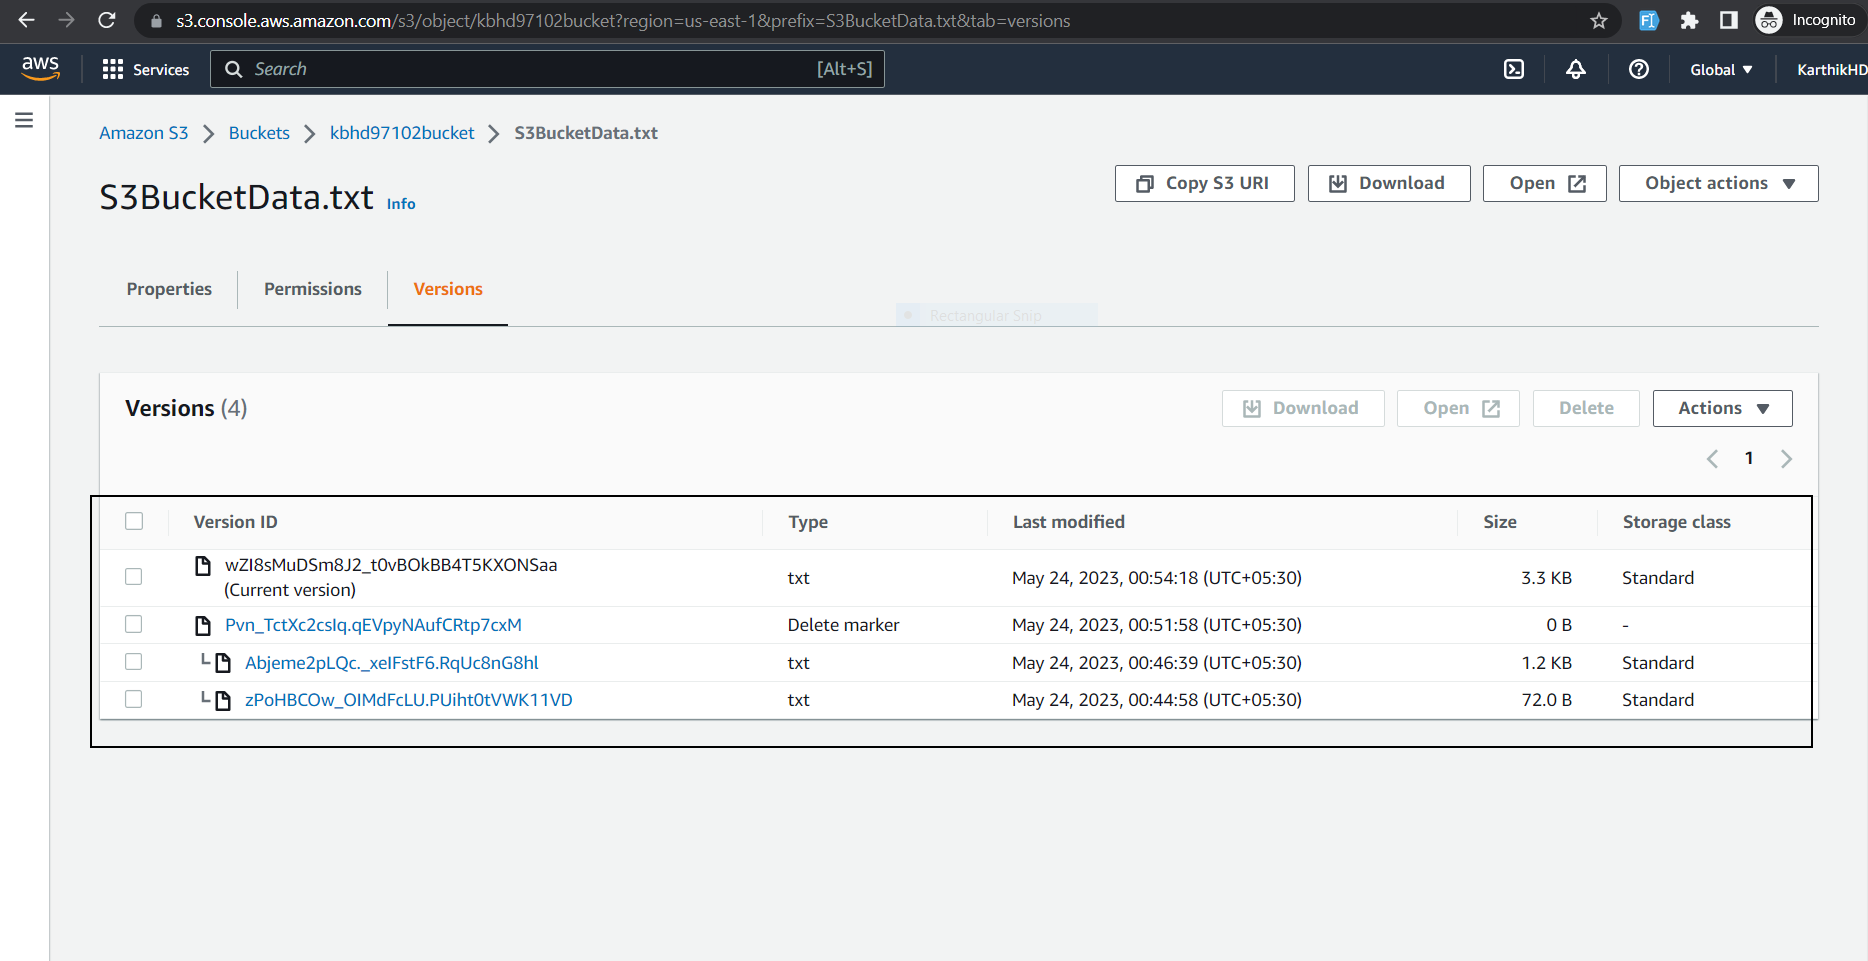 s3.console.aws.amazon.com/s3/object/kbhd97102bucket?region=us-east-1&prefix=S3BucketData.txt&tab=versions Incognito
aws Services Search [Alt+S] Global KarthikHD
Amazon S3 Buckets kbhd97102bucket S3BucketData.txt
S3BucketData.txt Info Copy S3 URI Download Open Object actions
Properties Permissions Versions
Rectangular Snip
Versions (4) Download Open Delete Actions
1
Version ID Type Last modified Size Storage class
wZI8sMuDSm8J2_t0vBOkBB4T5KXONSaa
(Current version) txt May 24, 2023, 00:54:18 (UTC+05:30) 3.3 KB Standard
Pvn_TctXc2csIq.qEVpyNAufCRtp7cxM Delete marker May 24, 2023, 00:51:58 (UTC+05:30) 0 B -
Abjeme2pLQc._xeIFstF6.RqUc8nG8hl txt May 24, 2023, 00:46:39 (UTC+05:30) 1.2 KB Standard
zPoHBCOw_OIMdFcLU.PUiht0tVWK11VD txt May 24, 2023, 00:44:58 (UTC+05:30) 72.0 B Standard